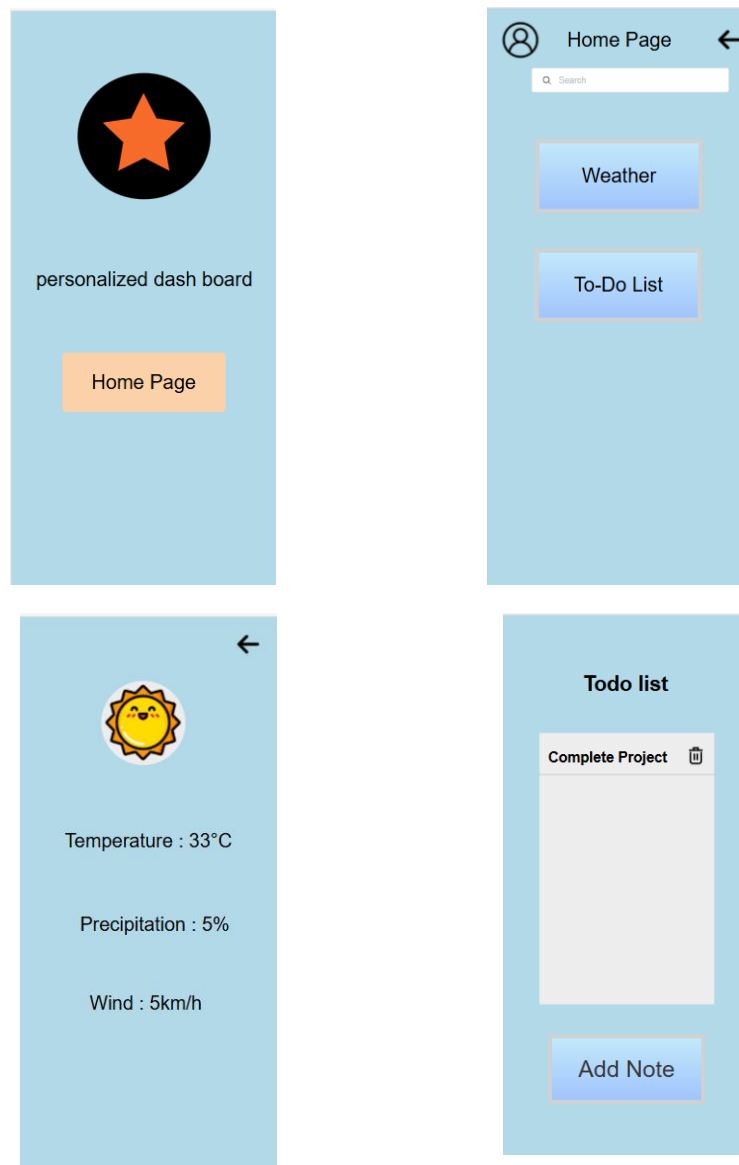 personalized dash board
Home Page
Home Page
Search
Weather
To-Do List
Temperature : 33°C
Precipitation : 5%
Wind : 5km/h
Todo list
Complete Project
Add Note